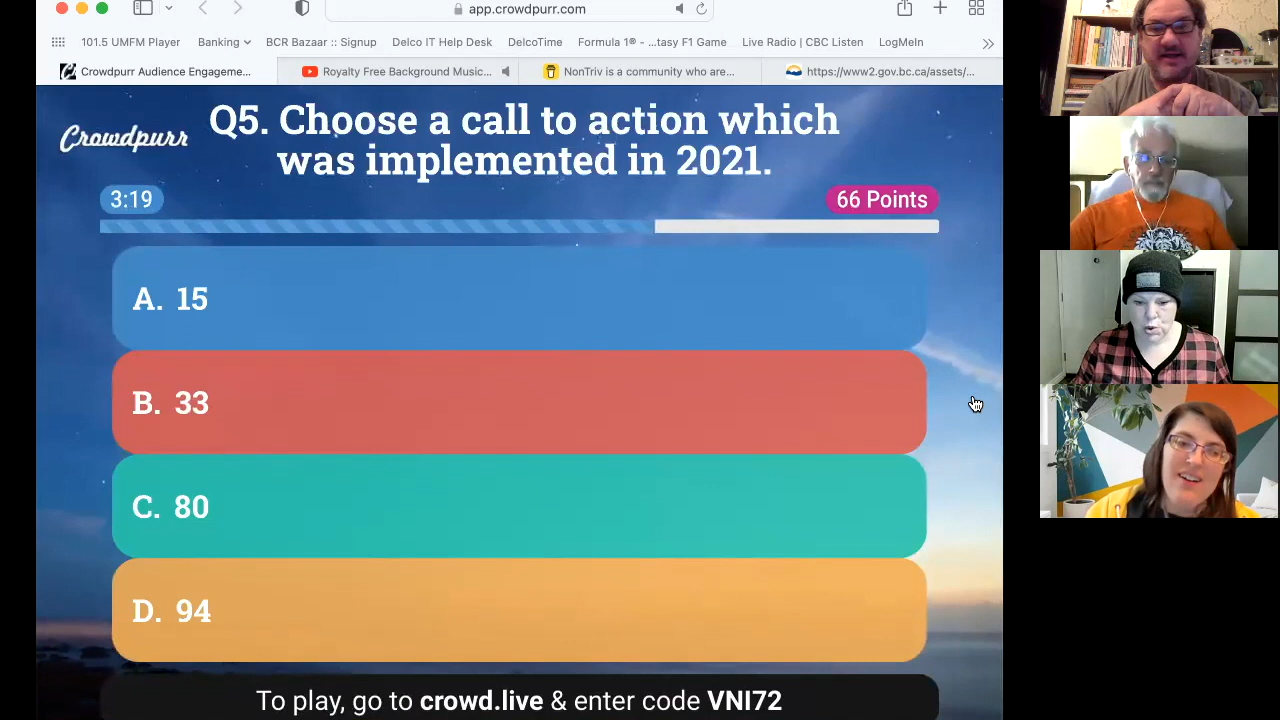 app.crowdpurr.com
101.5 UMFM Player Banking BCR Bazaar :: Signup Delco IT Help Desk DelcoTime Formula 1® - ...tasy F1 Game Live Radio | CBC Listen LogMeIn
Crowdpurr Audience Engageme... Royalty Free Background Music... NonTriv is a community who are... https://www2.gov.bc.ca/assets/...
Crowdpurr
Q5. Choose a call to action which
was implemented in 2021.
3:19
66 Points
A. 15
B. 33
C. 80
D. 94
To play, go to crowd.live & enter code VNI72